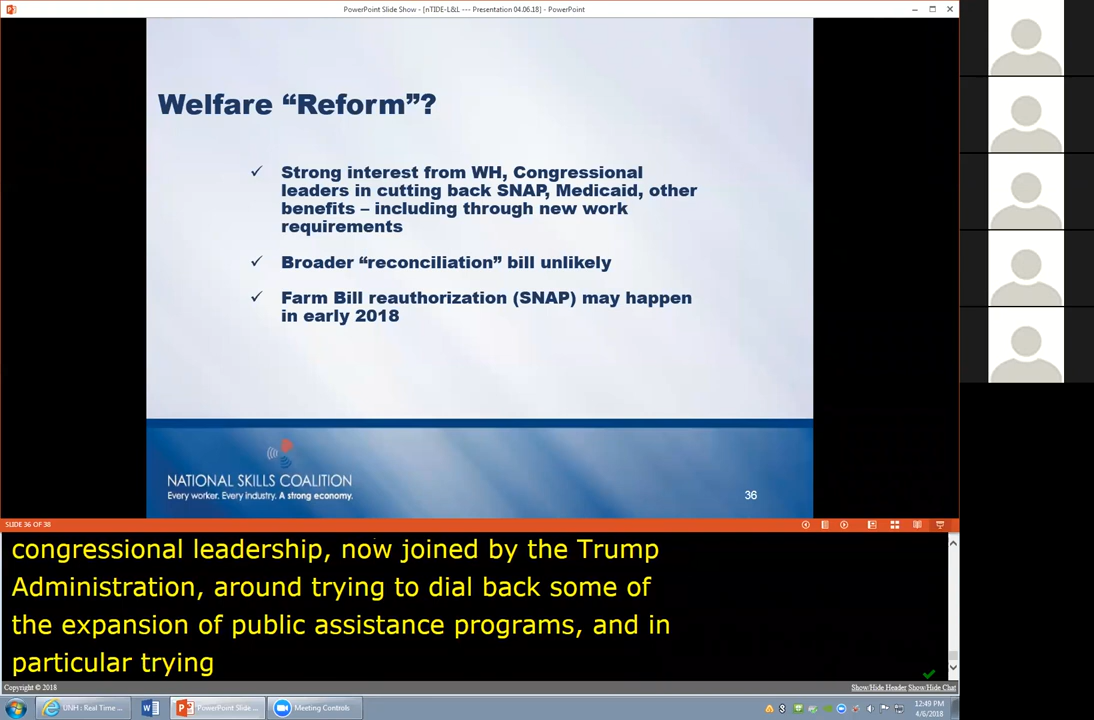 PowerPoint Slide Show - [nTIDE-L&L --- Presentation 04.06.18] - PowerPoint
Welfare “Reform”?
✓ Strong interest from WH, Congressional
leaders in cutting back SNAP, Medicaid, other
benefits – including through new work
requirements
✓ Broader “reconciliation” bill unlikely
✓ Farm Bill reauthorization (SNAP) may happen
in early 2018
NATIONAL SKILLS COALITION
Every worker. Every industry. A strong economy.
36
SLIDE 36 OF 38
congressional leadership, now joined by the Trump
Administration, around trying to dial back some of
the expansion of public assistance programs, and in
particular trying
Copyright © 2018
Show/Hide Header Show/Hide Chat
UNH : Real Time ...
PowerPoint Slide ...
Meeting Controls
12:49 PM
4/6/2018